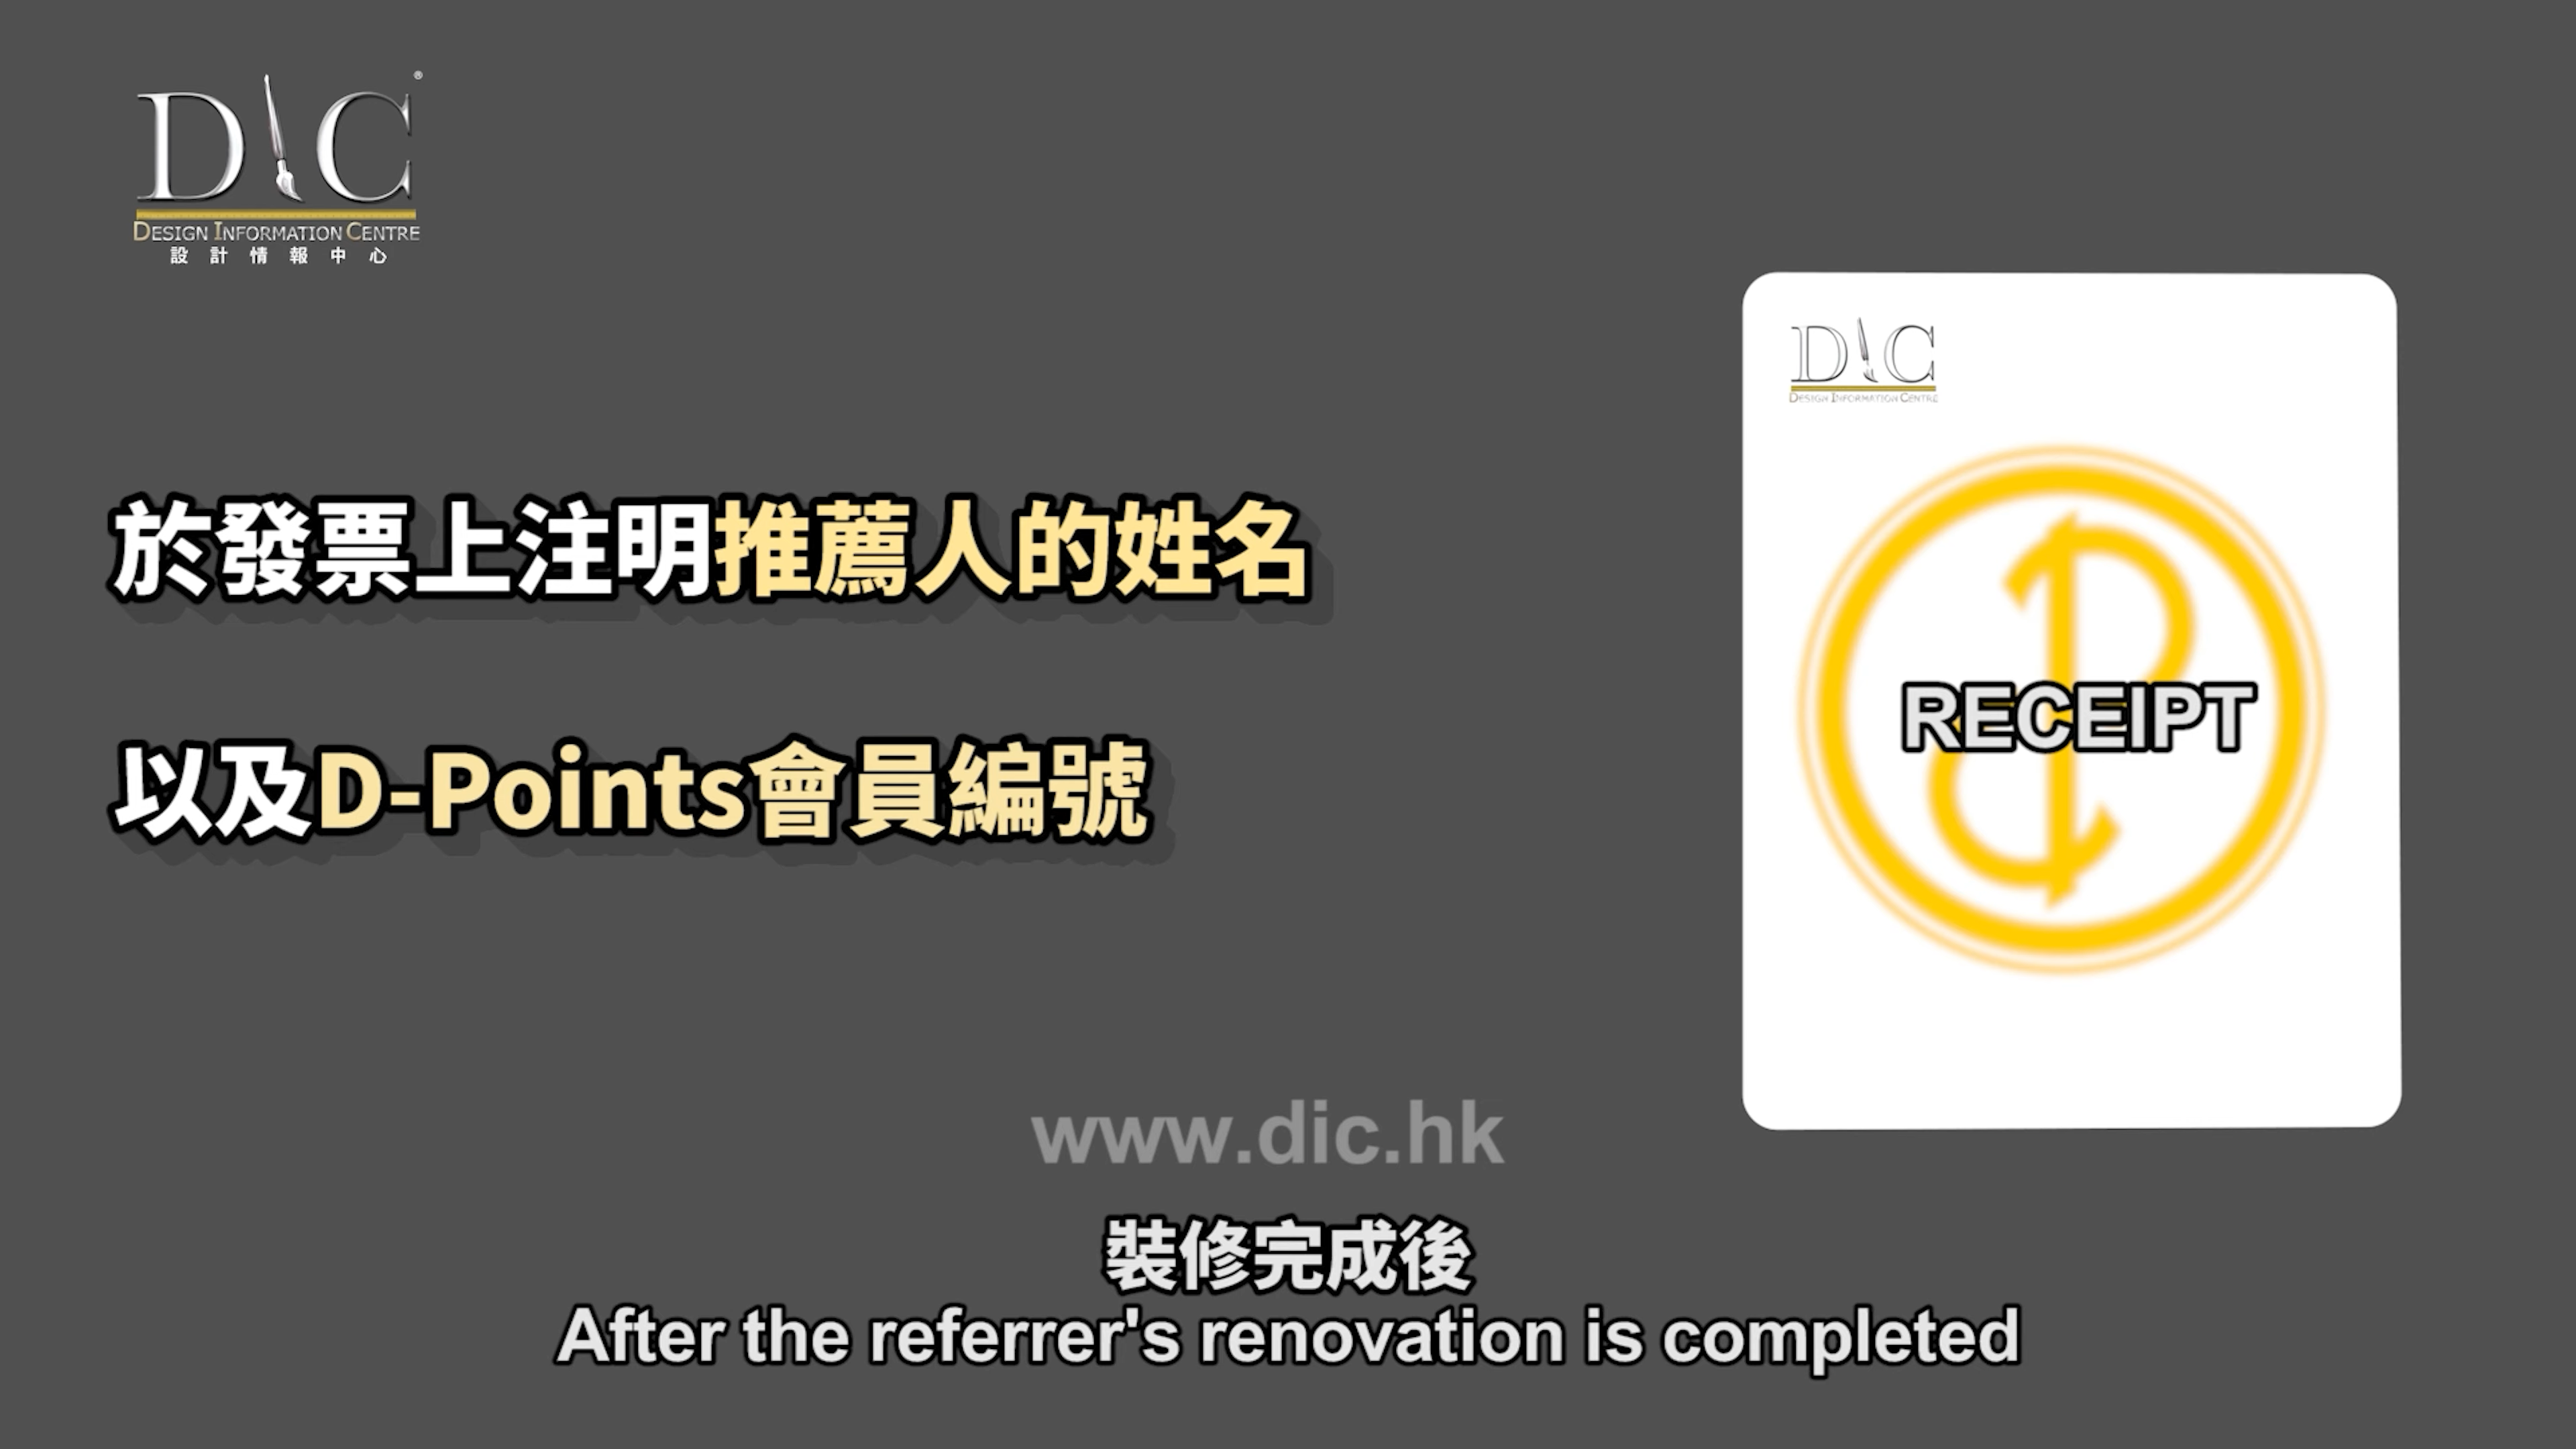 DIC®
DESIGN INFORMATION CENTRE
設計情報中心
於發票上注明推薦人的姓名
以及D-Points會員編號
DIC
DESIGN INFORMATION CENTRE
RECEIPT
www.dic.hk
裝修完成後
After the referrer's renovation is completed